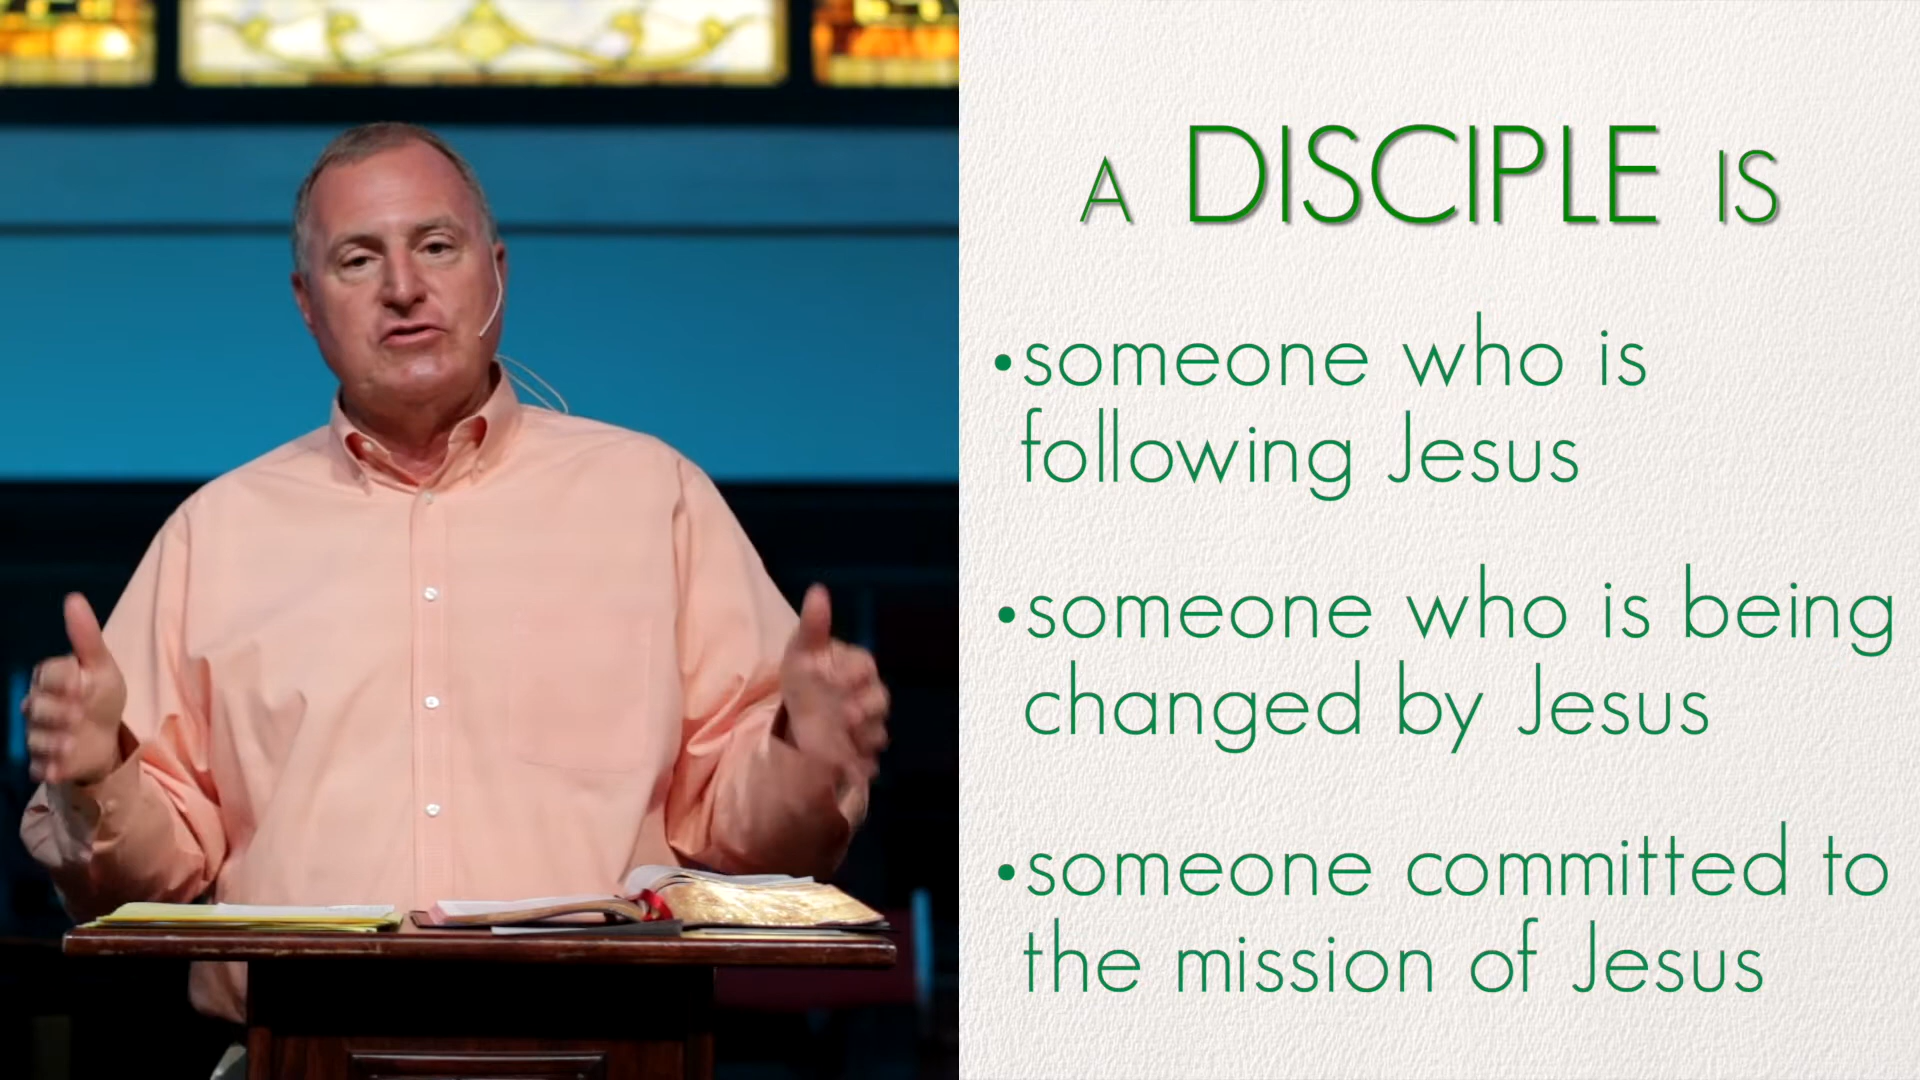 A DISCIPLE IS
•someone who is
following Jesus
•someone who is being
changed by Jesus
•someone committed to
the mission of Jesus